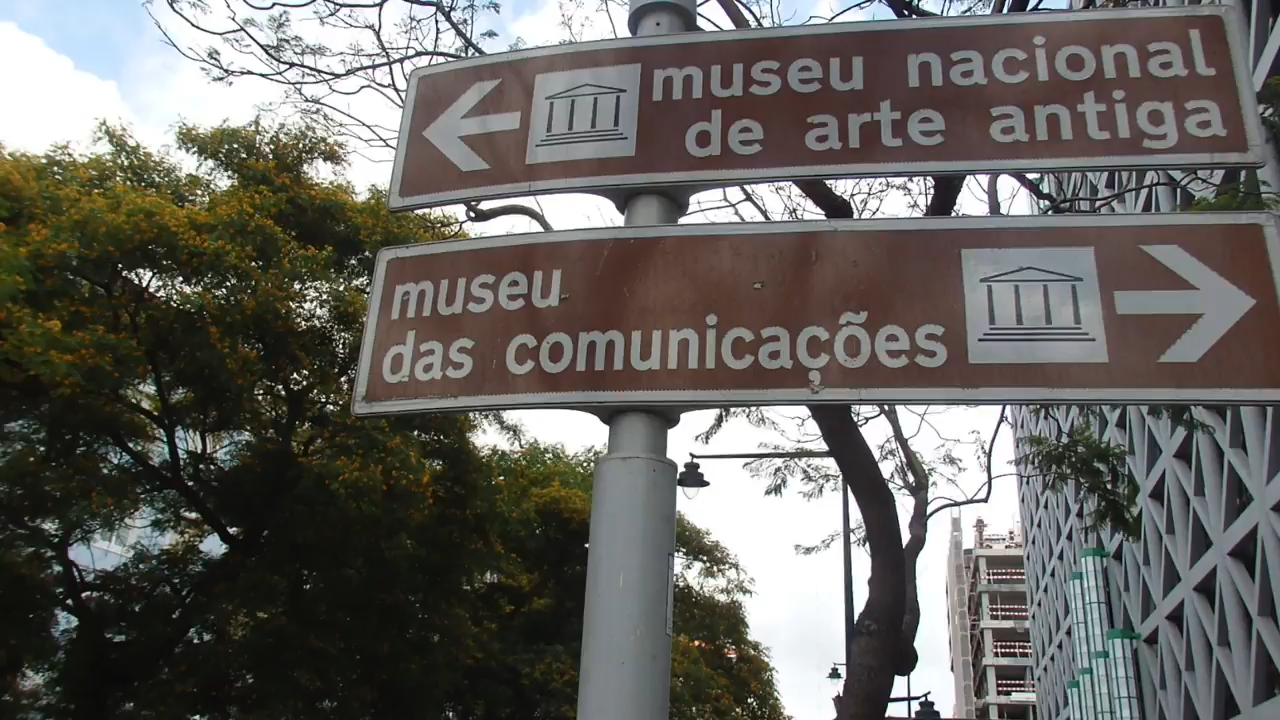 museu nacional
de arte antiga
museu
das comunicações